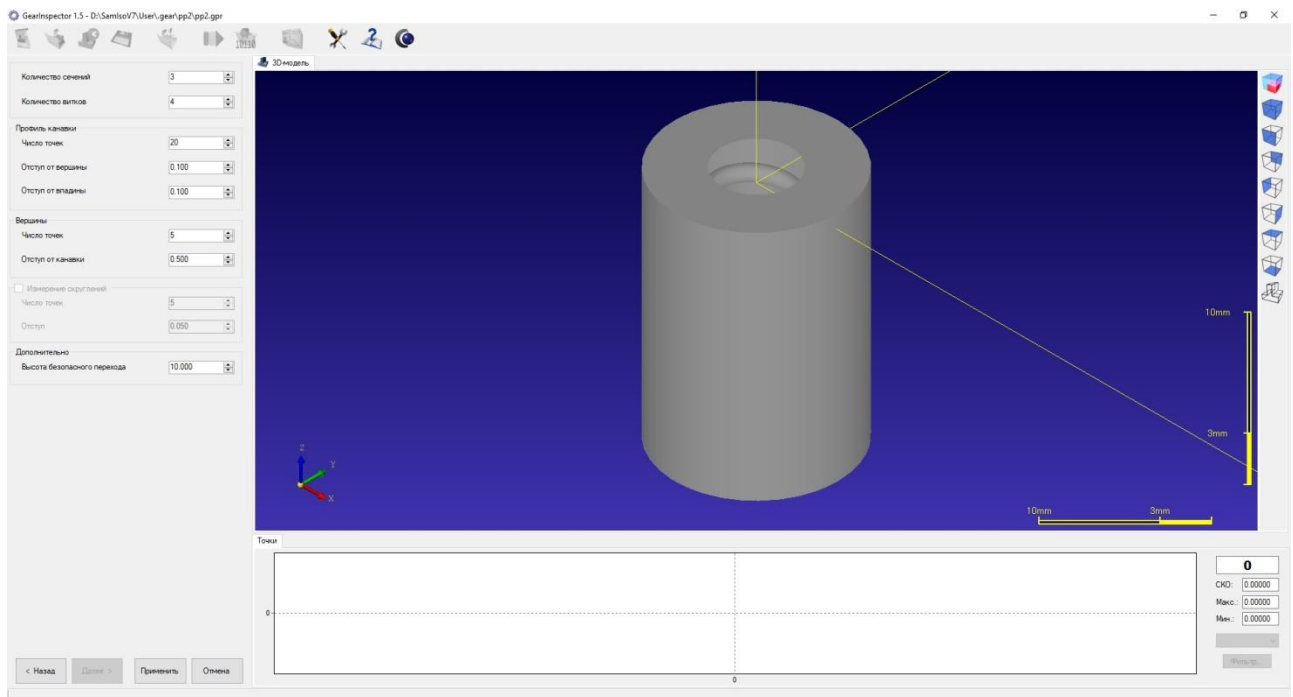 GearInspector 1.5 - D:\SamIsoV7\User\.gear\pp2\pp2.gpr
3D-модель
Количество сечений 3
Количество витков 4
Профиль канавки
Число точек 20
Отступ от вершины 0.100
Отступ от впадины 0.100
Вершины
Число точек 5
Отступ от канавки 0.500
Измерение скруглений
Число точек 5
Отступ 0.050
Дополнительно
Высота безопасного перехода 10.000
Z
Y
X
10mm
3mm
10mm 3mm
Точки
0
0
0
СКО: 0.00000
Макс.: 0.00000
Мин.: 0.00000
Фильтр...
< Назад Далее > Применить Отмена